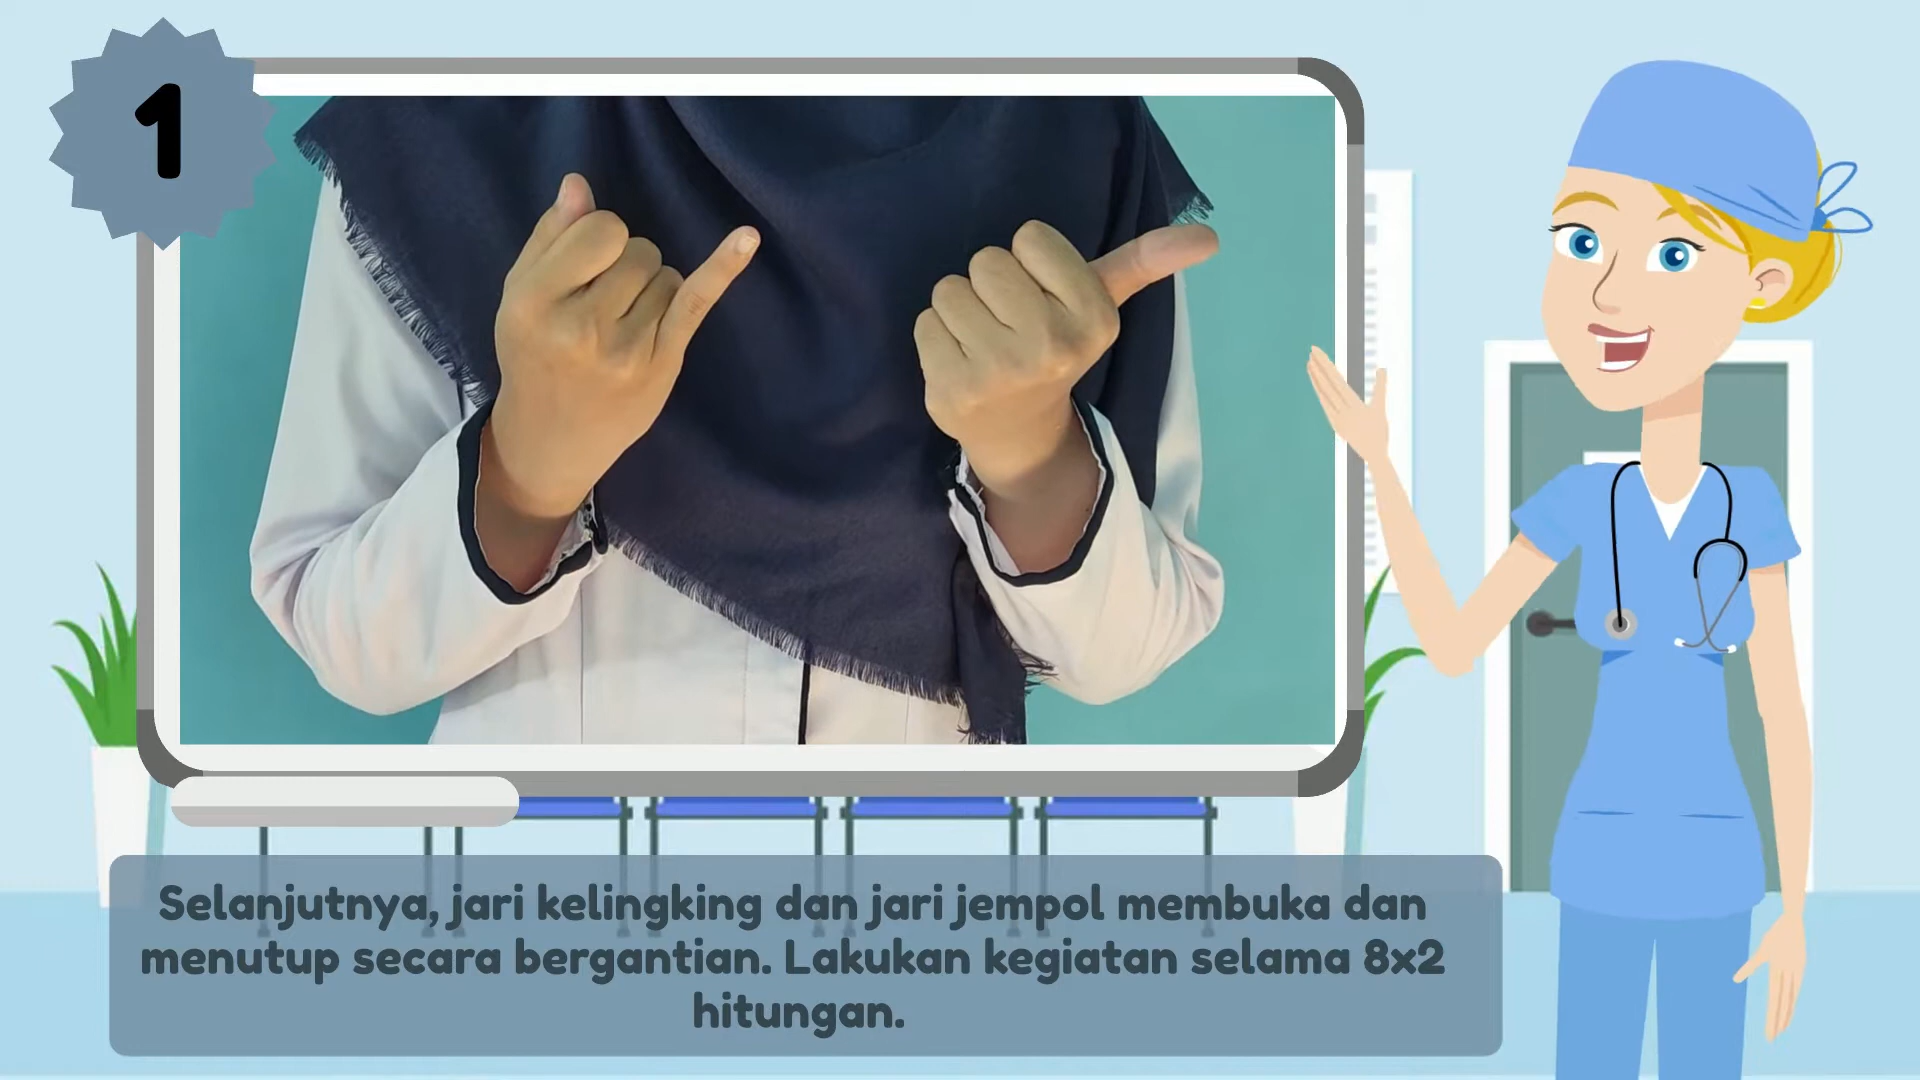 1
Selanjutnya, jari kelingking dan jari jempol membuka dan
menutup secara bergantian. Lakukan kegiatan selama 8x2
hitungan.